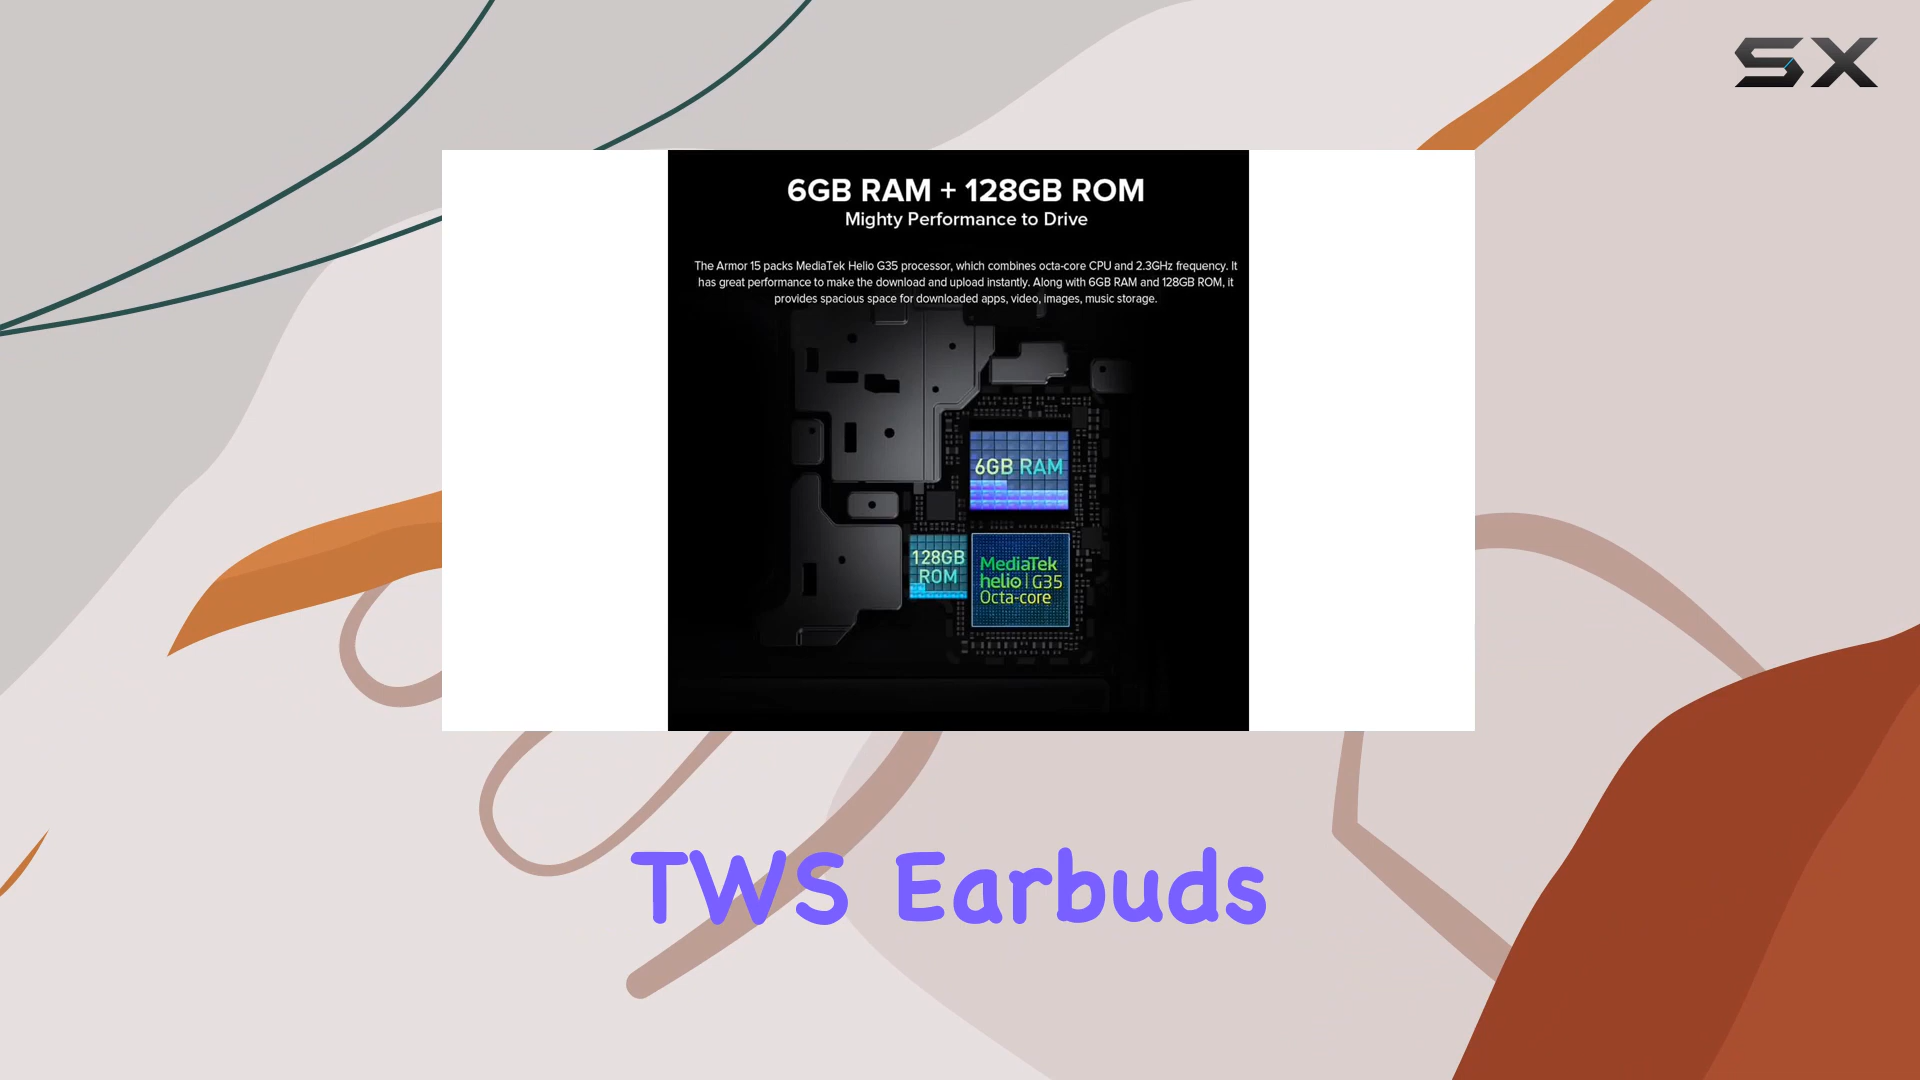 SX
6GB RAM + 128GB ROM
Mighty Performance to Drive
The Armor 15 packs MediaTek Helio G35 processor, which combines octa-core CPU and 2.3GHz frequency. It
has great performance to make the download and upload instantly. Along with 6GB RAM and 128GB ROM, it
provides spacious space for downloaded apps, video, images, music storage.
6GB RAM
128GB
ROM
MediaTek
helio | G35
Octa-core
TWS Earbuds